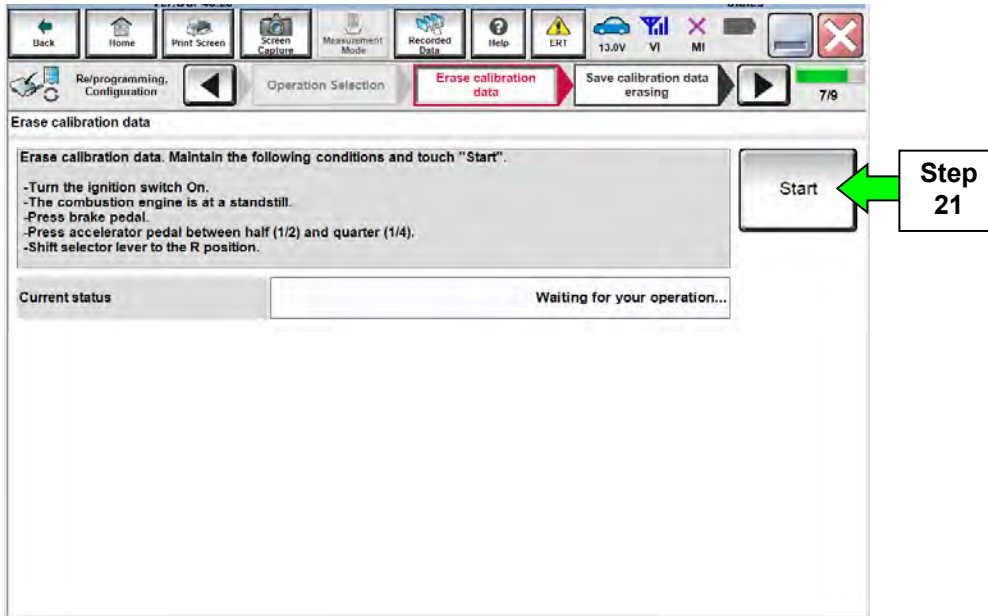 Back
Home
Print Screen
Screen
Capture
Measurement
Mode
Recorded
Data
Help
ERT
13.0V
VI
MI
Re/programming,
Configuration
Operation Selection
Erase calibration
data
Save calibration data
erasing
7/9
Erase calibration data
Erase calibration data. Maintain the following conditions and touch "Start".
-Turn the ignition switch On.
-The combustion engine is at a standstill.
-Press brake pedal.
-Press accelerator pedal between half (1/2) and quarter (1/4).
-Shift selector lever to the R position.
Start
Step
21
Current status
Waiting for your operation...